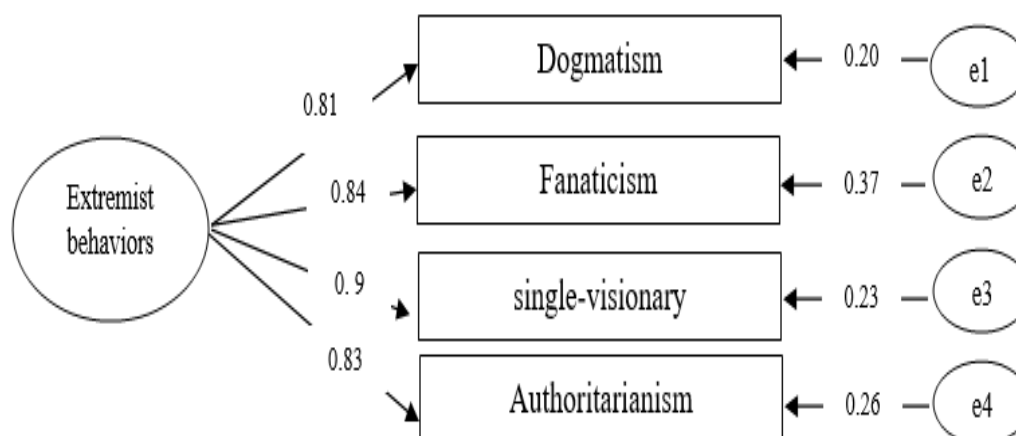 Dogmatism
0.20
e1
0.81
Extremist
behaviors
0.84
Fanaticism
0.37
e2
0. 9
single-visionary
0.23
e3
0.83
Authoritarianism
0.26
e4